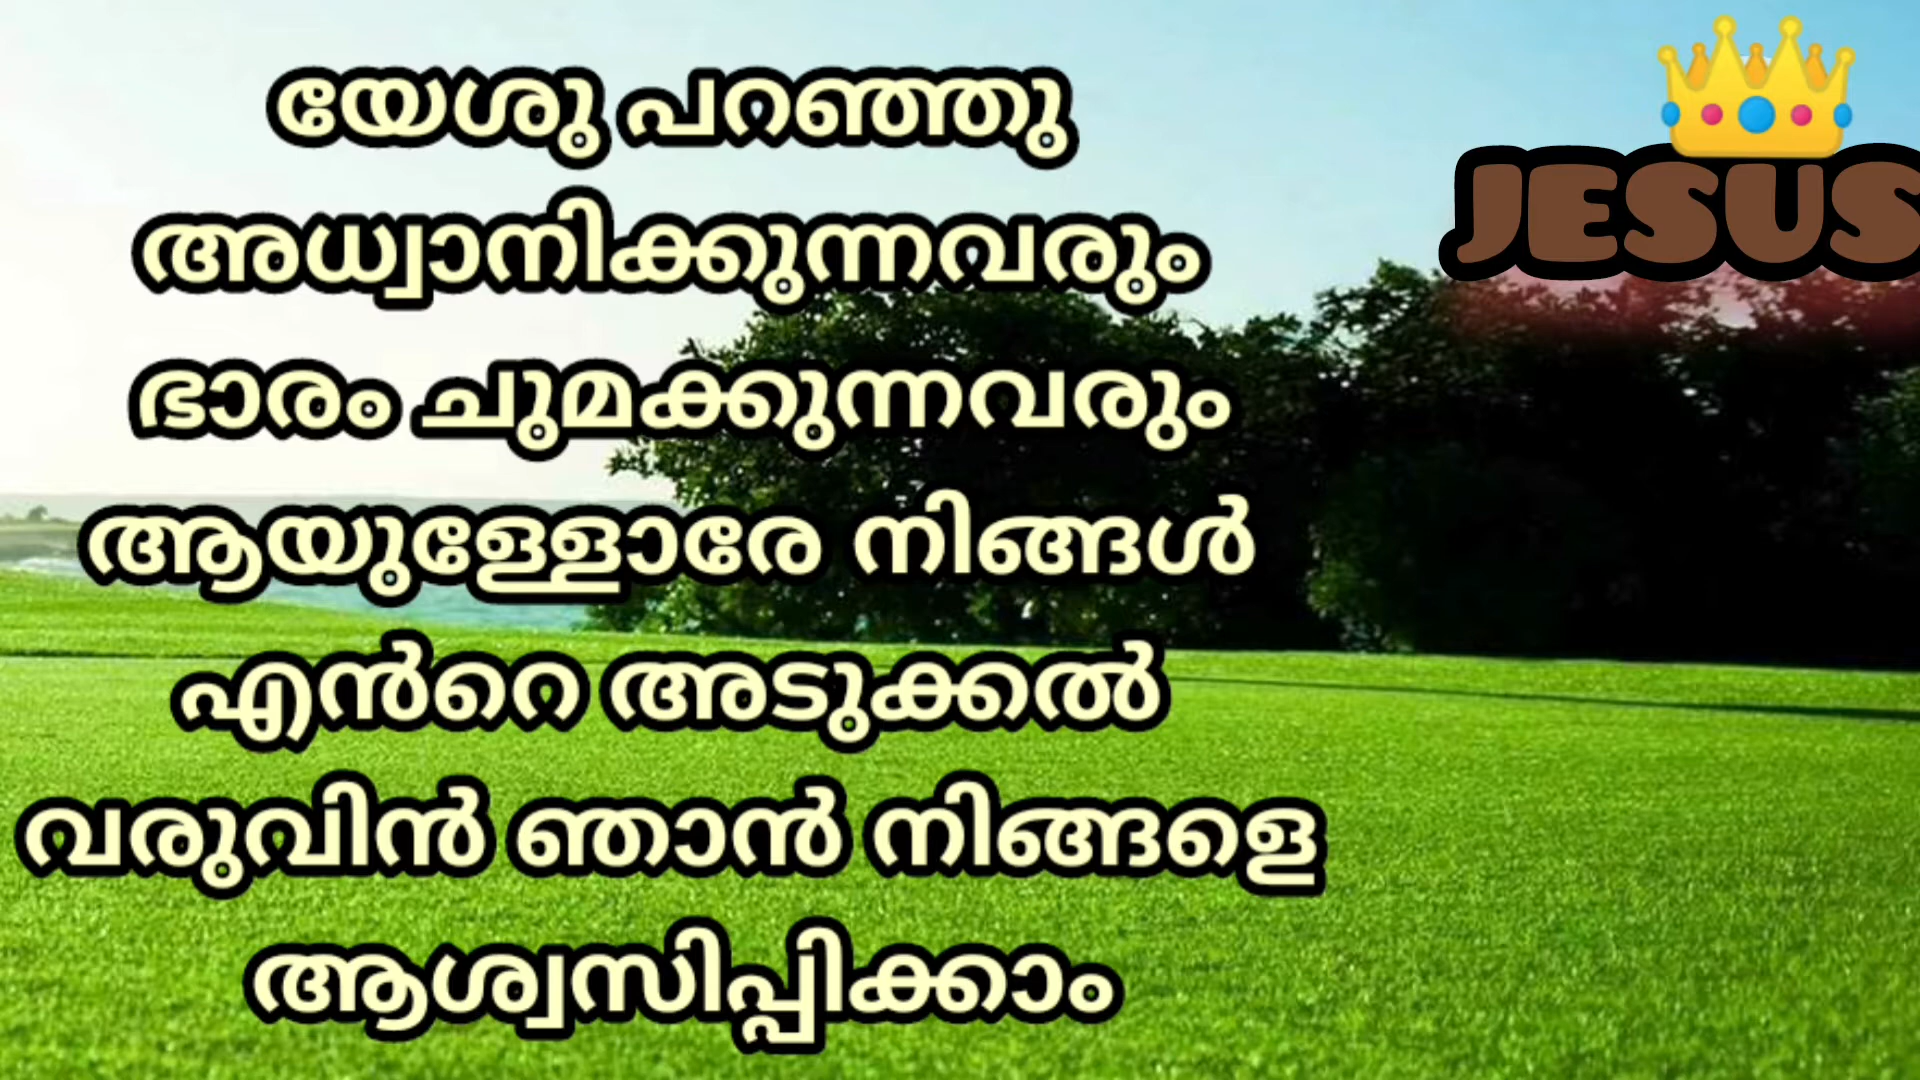 യേശു പറഞ്ഞു
അധ്വാനിക്കുന്നവരും
ഭാരം ചുമക്കുന്നവരും
ആയുള്ളോരേ നിങ്ങൾ
എൻറെ അടുക്കൽ
വരുവിൻ ഞാൻ നിങ്ങളെ
ആശ്വസിപ്പിക്കാം
JESUS